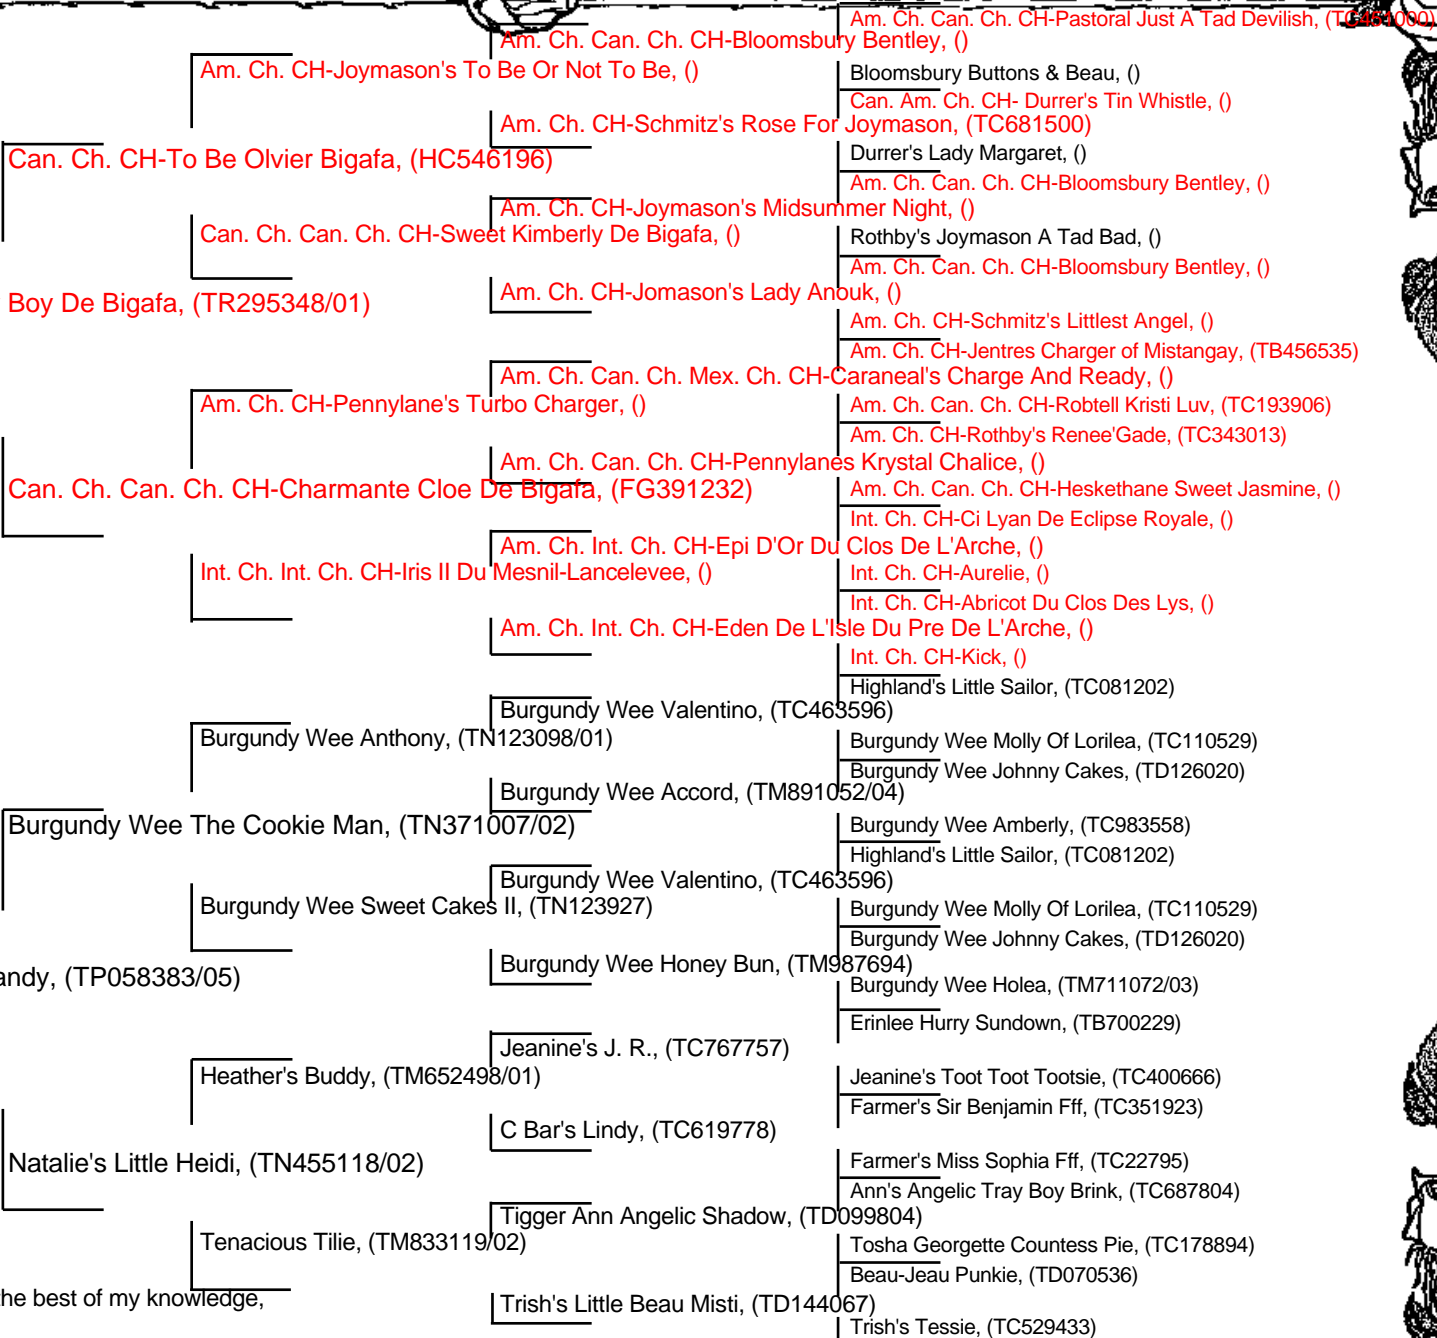 Am. Ch. Can. Ch. CH-Pastoral Just A Tad Devilish, (TC461000)
Am. Ch. Can. Ch. CH-Bloomsbury Bentley, ()
Am. Ch. CH-Joymason's To Be Or Not To Be, ()
Bloomsbury Buttons & Beau, ()
Can. Am. Ch. CH- Durrer's Tin Whistle, ()
Am. Ch. CH-Schmitz's Rose For Joymason, (TC681500)
Can. Ch. CH-To Be Olvier Bigafa, (HC546196)
Durrer's Lady Margaret, ()
Am. Ch. Can. Ch. CH-Bloomsbury Bentley, ()
Am. Ch. CH-Joymason's Midsummer Night, ()
Can. Ch. Can. Ch. CH-Sweet Kimberly De Bigafa, ()
Rothby's Joymason A Tad Bad, ()
Am. Ch. Can. Ch. CH-Bloomsbury Bentley, ()
Am. Ch. CH-Jomason's Lady Anouk, ()
Boy De Bigafa, (TR295348/01)
Am. Ch. CH-Schmitz's Littlest Angel, ()
Am. Ch. CH-Jentres Charger of Mistangay, (TB456535)
Am. Ch. Can. Ch. Mex. Ch. CH-Caraneal's Charge And Ready, ()
Am. Ch. CH-Pennylane's Turbo Charger, ()
Am. Ch. Can. Ch. CH-Robtell Kristi Luv, (TC193906)
Am. Ch. CH-Rothby's Renee'Gade, (TC343013)
Am. Ch. Can. Ch. CH-Pennylanes Krystal Chalice, ()
Can. Ch. Can. Ch. CH-Charmante Cloe De Bigafa, (FG391232)
Am. Ch. Can. Ch. CH-Heskethane Sweet Jasmine, ()
Int. Ch. CH-Ci Lyan De Eclipse Royale, ()
Am. Ch. Int. Ch. CH-Epi D'Or Du Clos De L'Arche, ()
Int. Ch. Int. Ch. CH-Iris II Du Mesnil-Lancelevee, ()
Int. Ch. CH-Aurelie, ()
Int. Ch. CH-Abricot Du Clos Des Lys, ()
Am. Ch. Int. Ch. CH-Eden De L'Isle Du Pre De L'Arche, ()
Int. Ch. CH-Kick, ()
Highland's Little Sailor, (TC081202)
Burgundy Wee Valentino, (TC463596)
Burgundy Wee Anthony, (TN123098/01)
Burgundy Wee Molly Of Lorilea, (TC110529)
Burgundy Wee Johnny Cakes, (TD126020)
Burgundy Wee Accord, (TM891052/04)
Burgundy Wee The Cookie Man, (TN371007/02)
Burgundy Wee Amberly, (TC983558)
Highland's Little Sailor, (TC081202)
Burgundy Wee Valentino, (TC463596)
Burgundy Wee Sweet Cakes II, (TN123927)
Burgundy Wee Molly Of Lorilea, (TC110529)
Burgundy Wee Johnny Cakes, (TD126020)
Burgundy Wee Honey Bun, (TM987694)
andy, (TP058383/05)
Burgundy Wee Holea, (TM711072/03)
Erinlee Hurry Sundown, (TB700229)
Jeanine's J. R., (TC767757)
Heather's Buddy, (TM652498/01)
Jeanine's Toot Toot Tootsie, (TC400666)
Farmer's Sir Benjamin Fff, (TC351923)
C Bar's Lindy, (TC619778)
Natalie's Little Heidi, (TN455118/02)
Farmer's Miss Sophia Fff, (TC22795)
Ann's Angelic Tray Boy Brink, (TC687804)
Tigger Ann Angelic Shadow, (TD099804)
Tenacious Tilie, (TM833119/02)
Tosha Georgette Countess Pie, (TC178894)
Beau-Jeau Punkie, (TD070536)
he best of my knowledge,
Trish's Little Beau Misti, (TD144067)
Trish's Tessie, (TC529433)